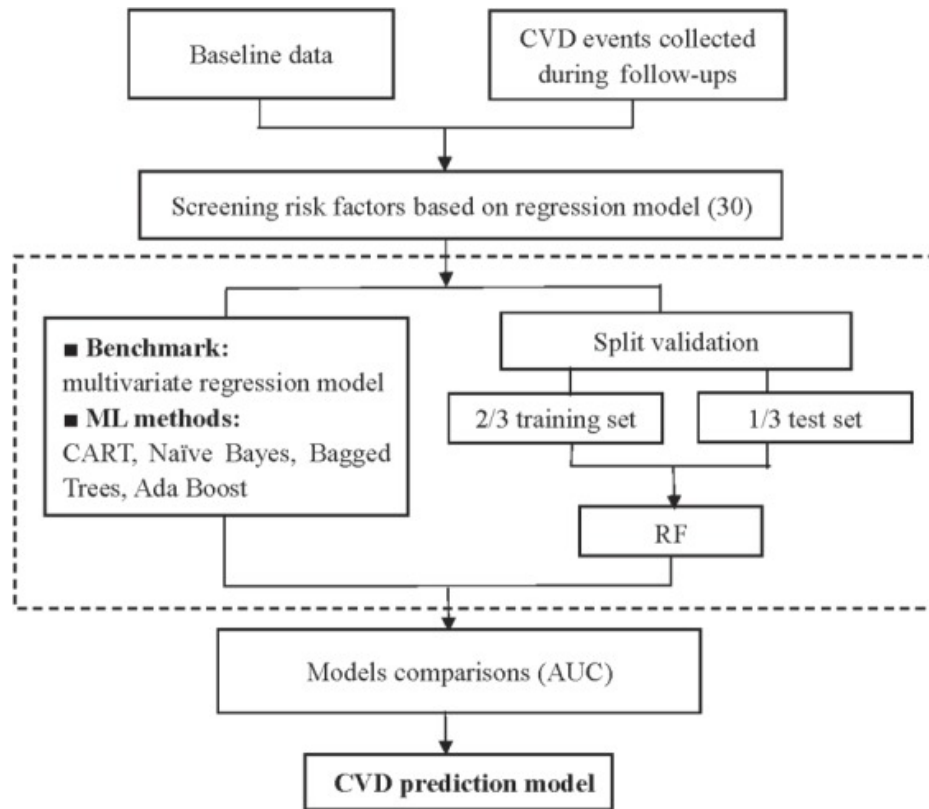 Baseline data
CVD events collected
during follow-ups
Screening risk factors based on regression model (30)
■ Benchmark:
multivariate regression model
■ ML methods:
CART, Naïve Bayes, Bagged
Trees, Ada Boost
Split validation
2/3 training set
1/3 test set
RF
Models comparisons (AUC)
CVD prediction model